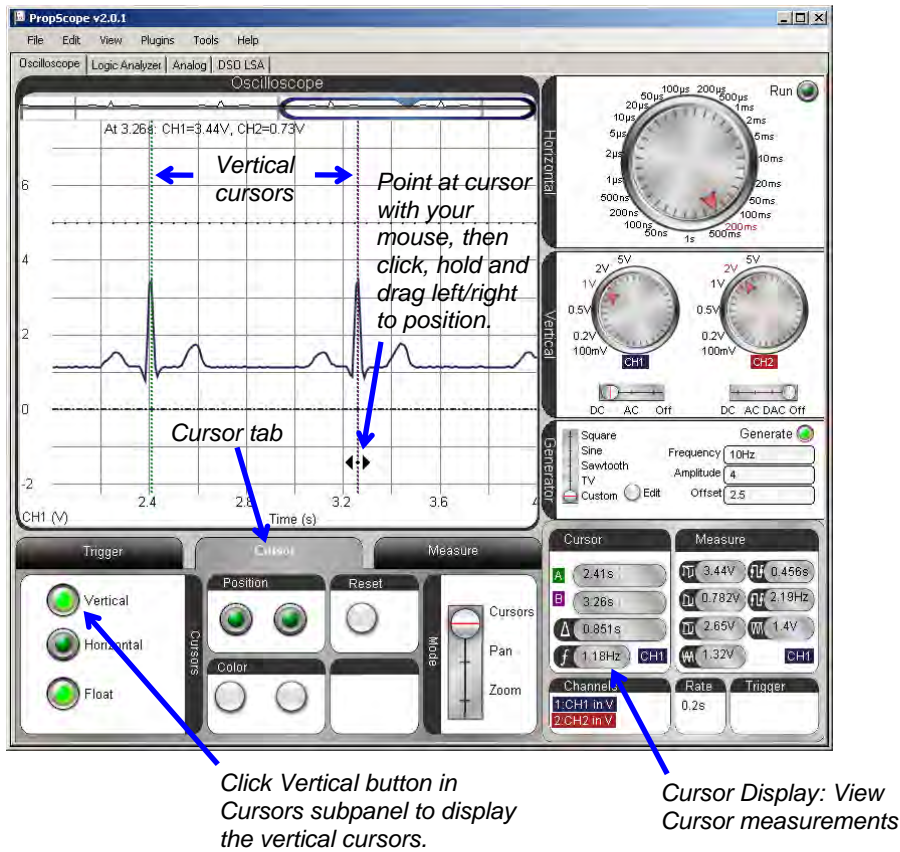 PropScope v2.0.1
File Edit View Plugins Tools Help
Oscilloscope Logic Analyzer Analog DSO LSA
Oscilloscope
At 3.26s: CH1=3.44V, CH2=0.73V
Vertical
cursors
Point at cursor
with your
mouse, then
click, hold and
drag left/right
to position.
6
4
2
0
-2
Cursor tab
2.4 2.8 3.2 3.6 4
CH1 (V) Time (s)
Horizontal
Run
50ns
100ns
200ns
500ns
1µs
2µs
5µs
10µs
20µs
50µs
100µs
200µs
500µs
1ms
2ms
5ms
10ms
20ms
50ms
100ms
200ms
500ms
1s
Vertical
5V
2V
1V
0.5V
0.2V
100mV
CH1
DC AC Off
5V
2V
1V
0.5V
0.2V
100mV
CH2
DC AC DAC Off
Generator
Square
Sine
Sawtooth
TV
Custom
Edit
Generate
Frequency 10Hz
Amplitude 4
Offset 2.5
Trigger Cursor Measure
Vertical
Horizontal
Float
Cursors
Position
Reset
Color
Mode
Cursors
Pan
Zoom
Cursor
A 2.41s
B 3.26s
Δ 0.851s
f 1.18Hz CH1
Measure
3.44V 0.456s
0.782V 2.19Hz
2.65V 1.4V
1.32V CH1
Channels
1:CH1 in V
2:CH2 in V
Rate
0.2s
Trigger
Click Vertical button in
Cursors subpanel to display
the vertical cursors.
Cursor Display: View
Cursor measurements